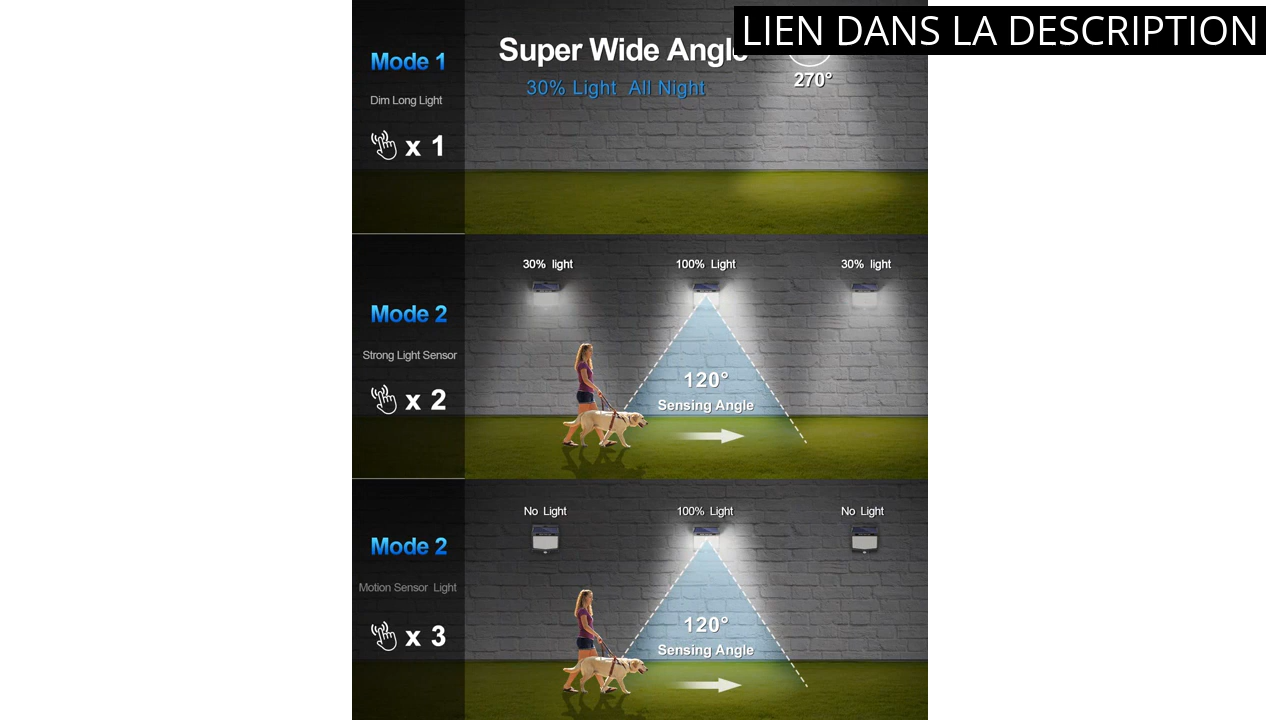 LIEN DANS LA DESCRIPTION
Super Wide Angle
Mode 1
270°
30% Light All Night
Dim Long Light
x 1
30% light
100% Light
30% light
Mode 2
Strong Light Sensor
120°
x 2
Sensing Angle
No Light
100% Light
No Light
Mode 2
Motion Sensor Light
120°
x 3
Sensing Angle